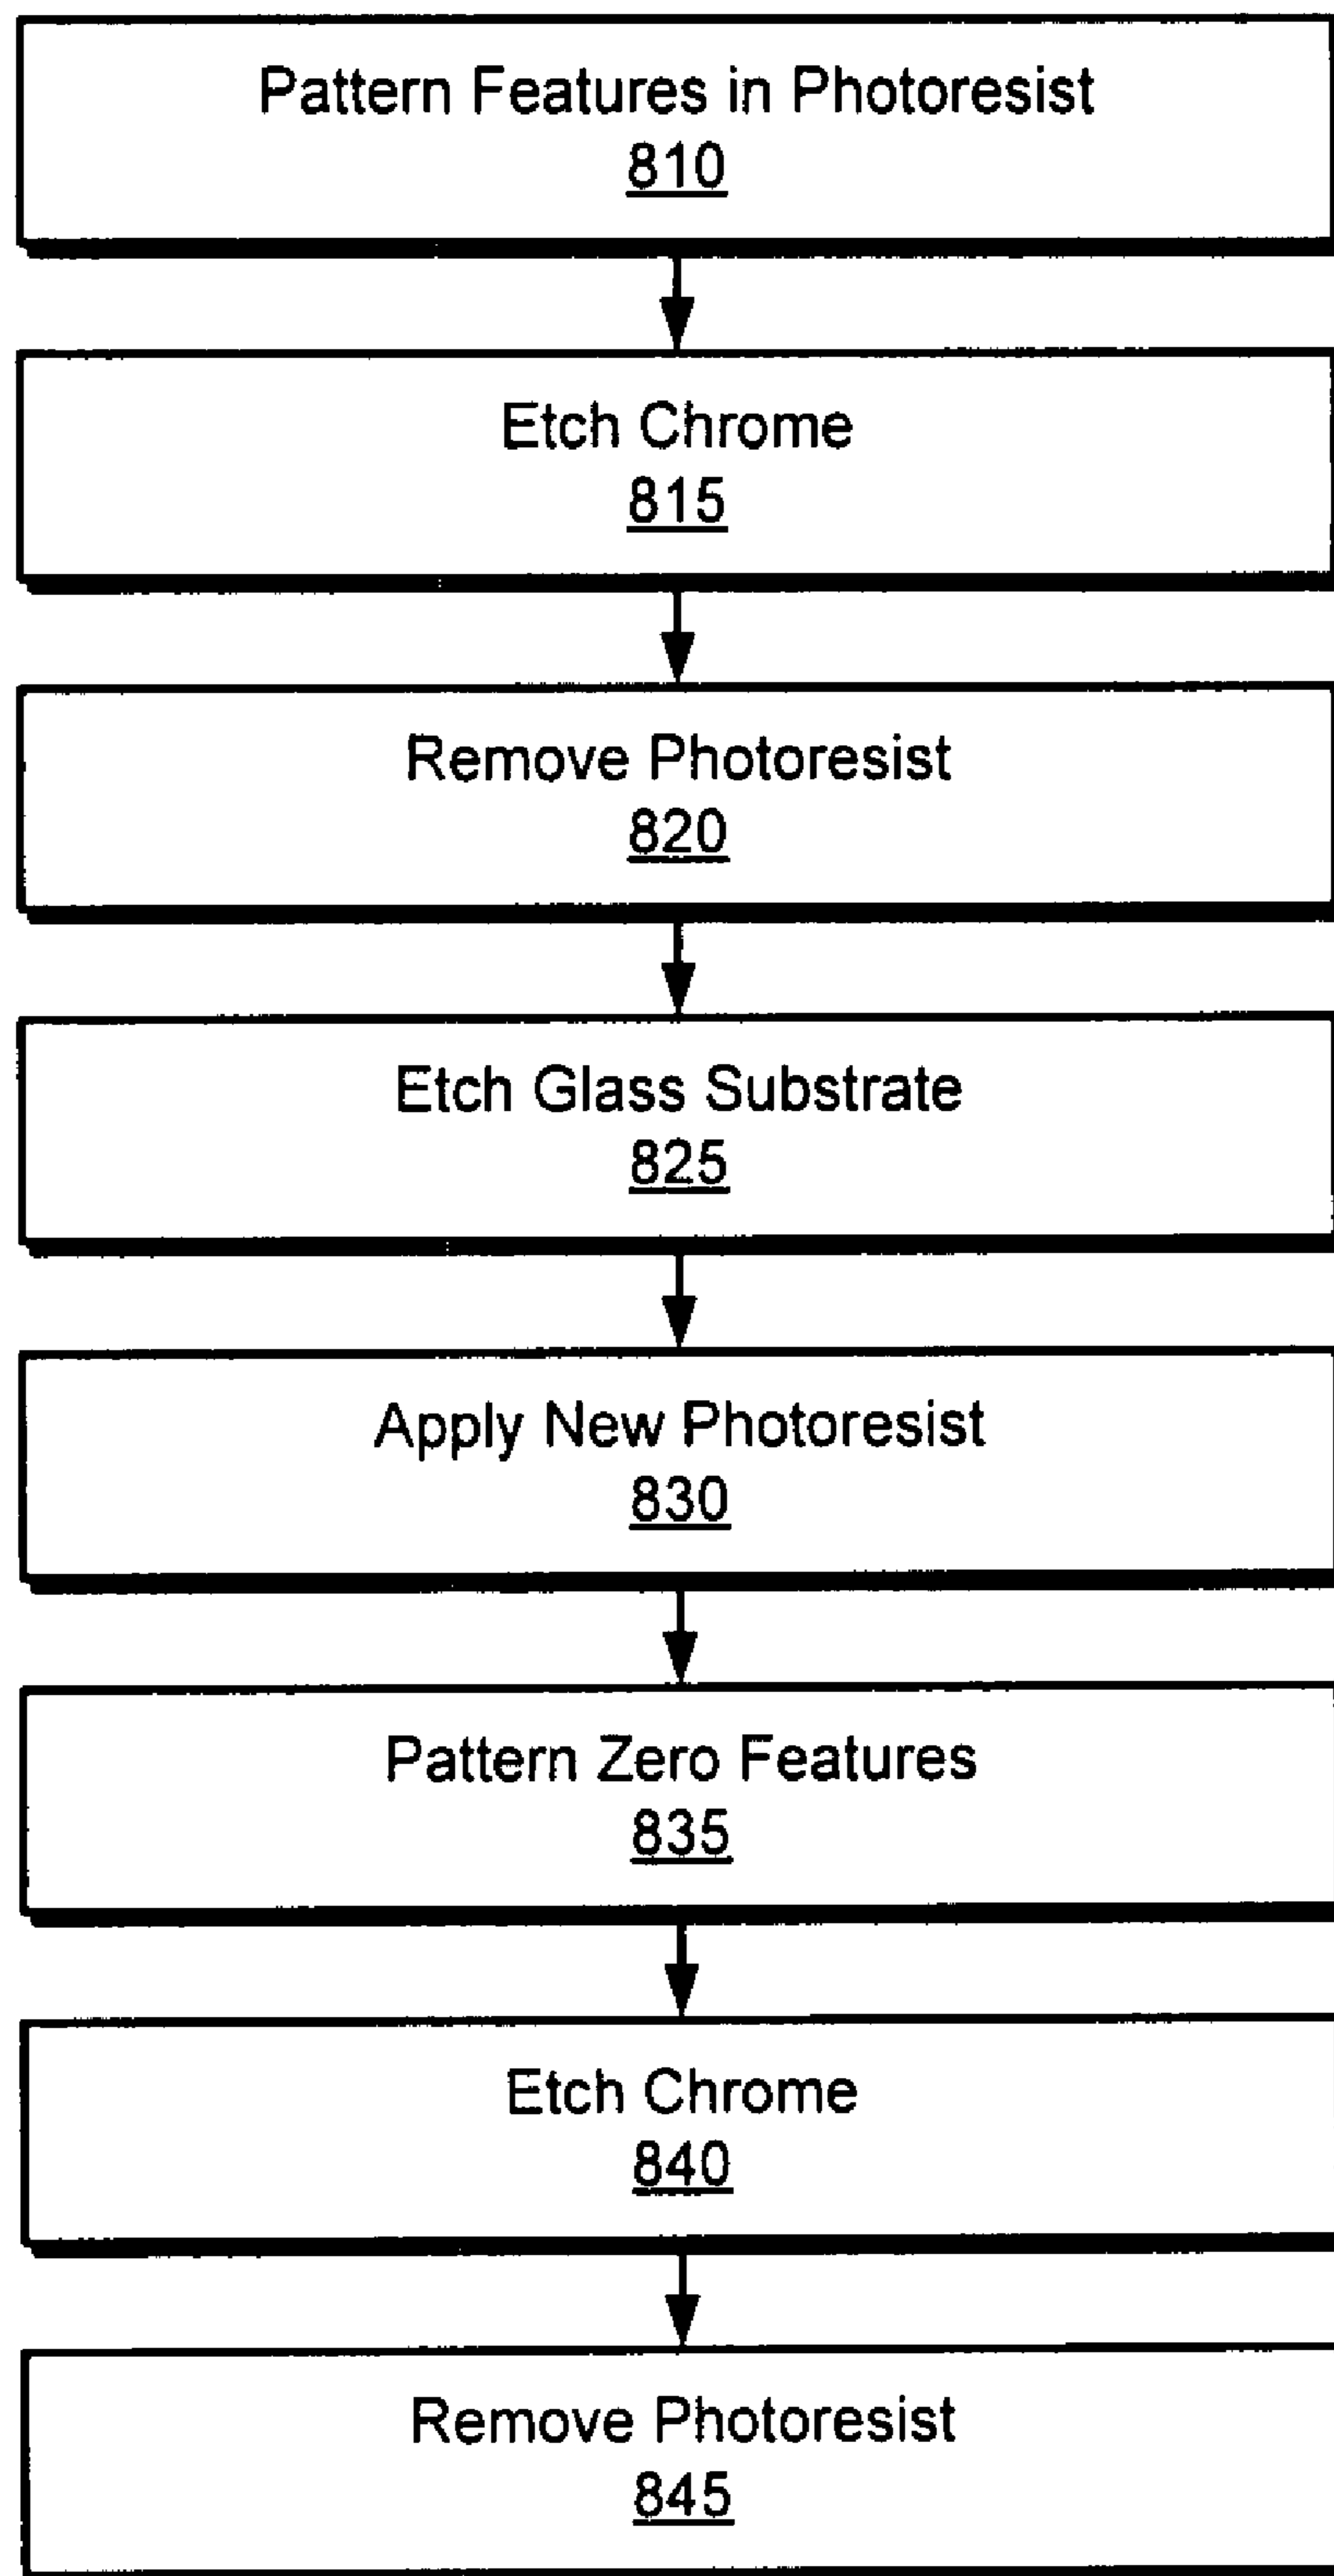 Pattern Features in Photoresist
810
Etch Chrome
815
Remove Photoresist
820
Etch Glass Substrate
825
Apply New Photoresist
830
Pattern Zero Features
835
Etch Chrome
840
Remove Photoresist
845